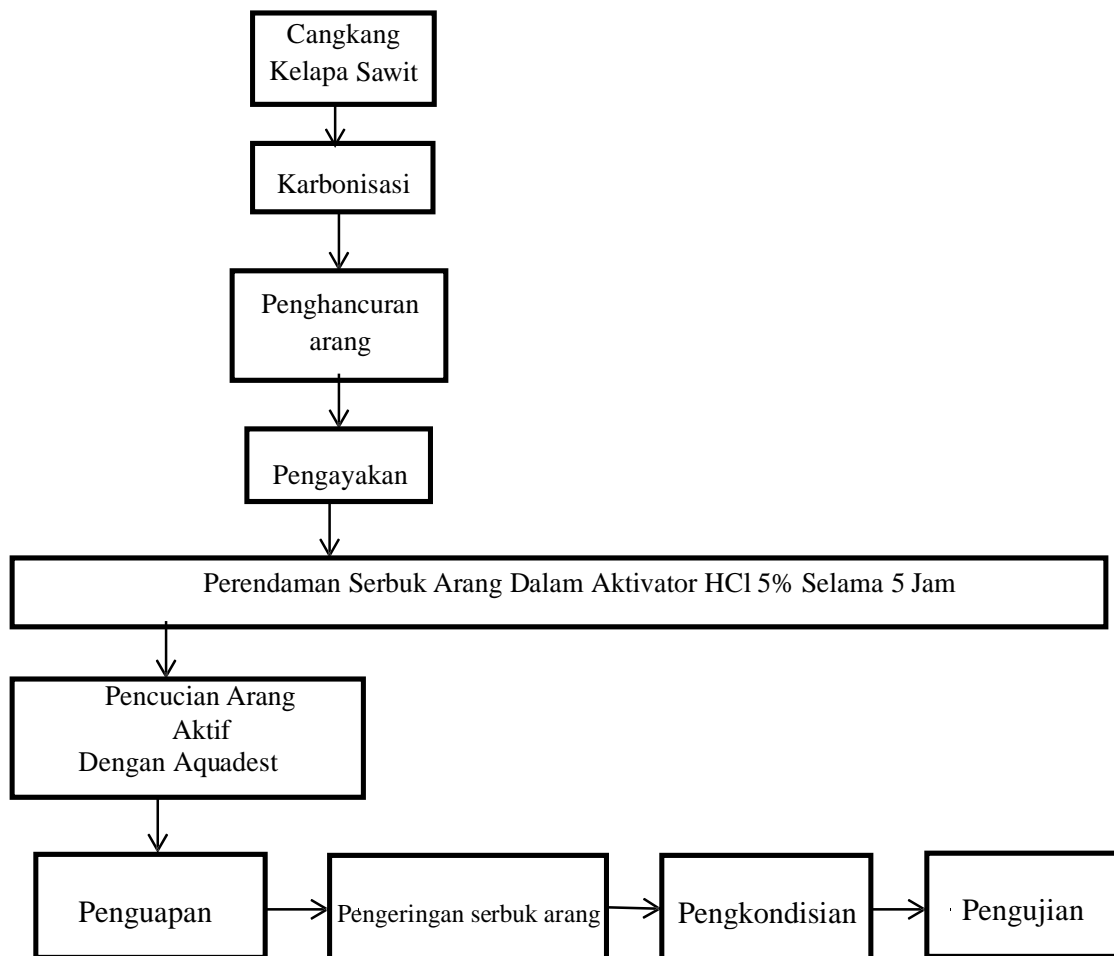 Cangkang
Kelapa Sawit
Karbonisasi
Penghancuran
arang
Pengayakan
Perendaman Serbuk Arang Dalam Aktivator HCl 5% Selama 5 Jam
Pencucian Arang
Aktif
Dengan Aquadest
Penguapan
Pengeringan serbuk arang
Pengkondisian
Pengujian